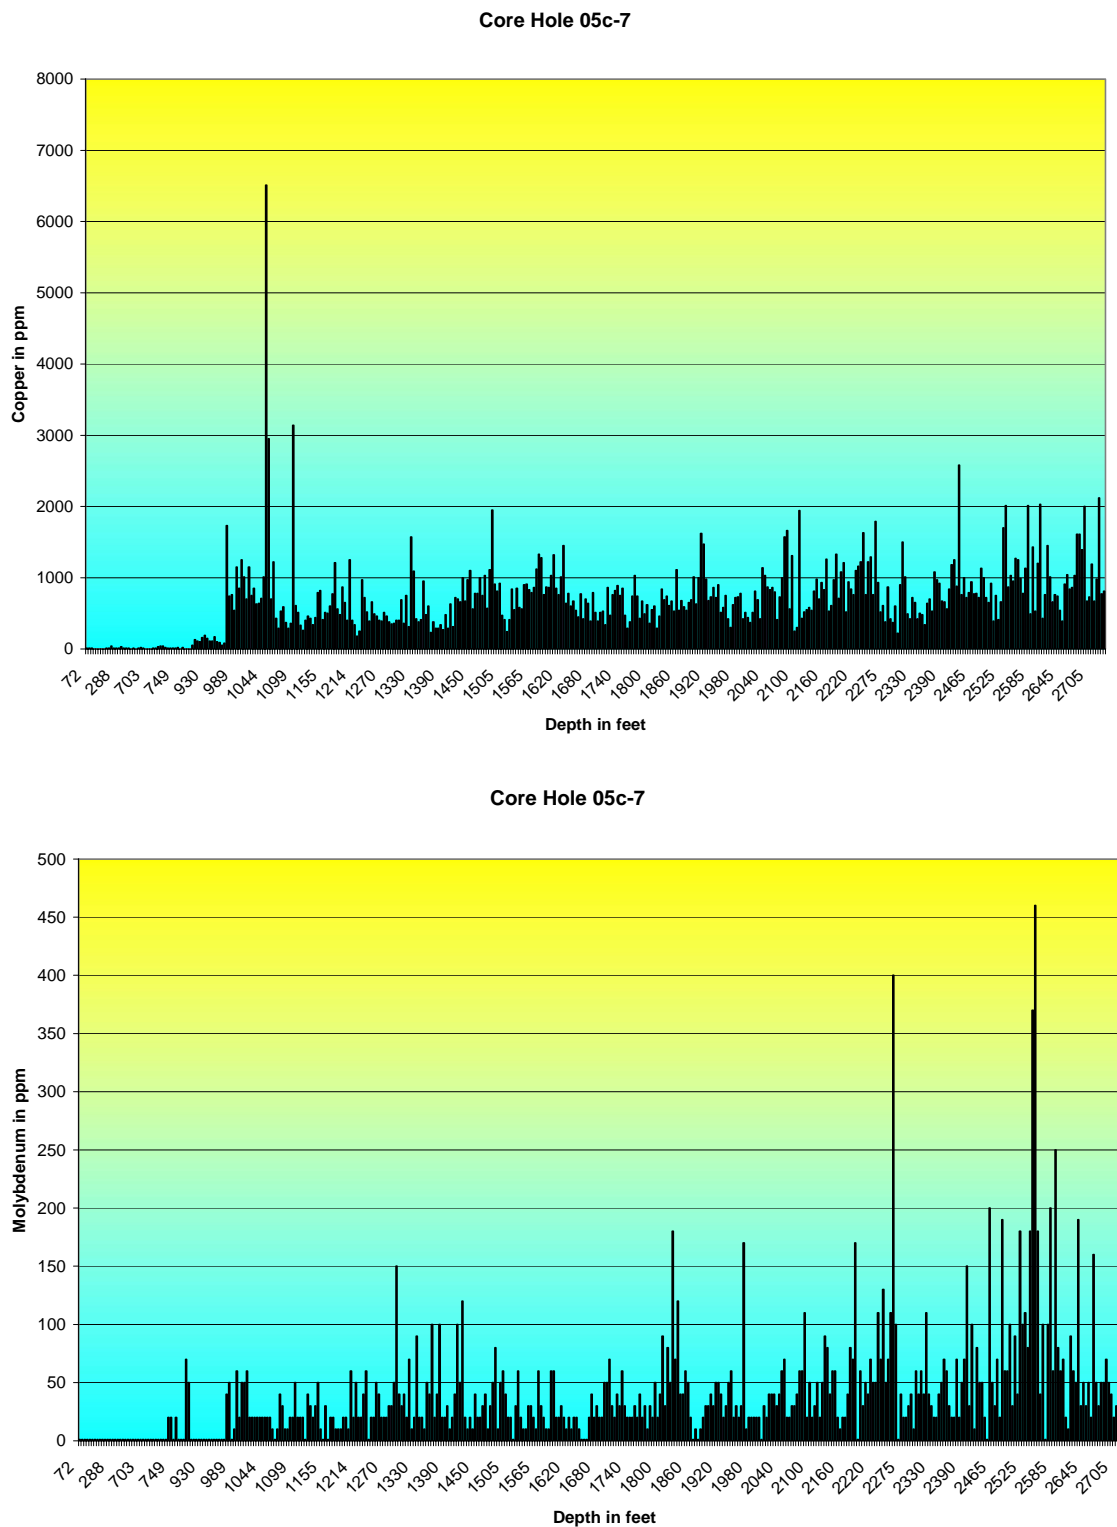 Core Hole 05c-7
8000
7000
6000
5000
4000
3000
2000
1000
0
Copper in ppm
72 288 703 749 930 989 1044 1099 1155 1214 1270 1330 1390 1450 1505 1565 1620 1680 1740 1800 1860 1920 1980 2040 2100 2160 2220 2275 2330 2390 2465 2525 2585 2645 2705
Depth in feet
Core Hole 05c-7
500
450
400
350
300
250
200
150
100
50
0
Molybdenum in ppm
72 288 703 749 930 989 1044 1099 1155 1214 1270 1330 1390 1450 1505 1565 1620 1680 1740 1800 1860 1920 1980 2040 2100 2160 2220 2275 2330 2390 2465 2525 2585 2645 2705
Depth in feet